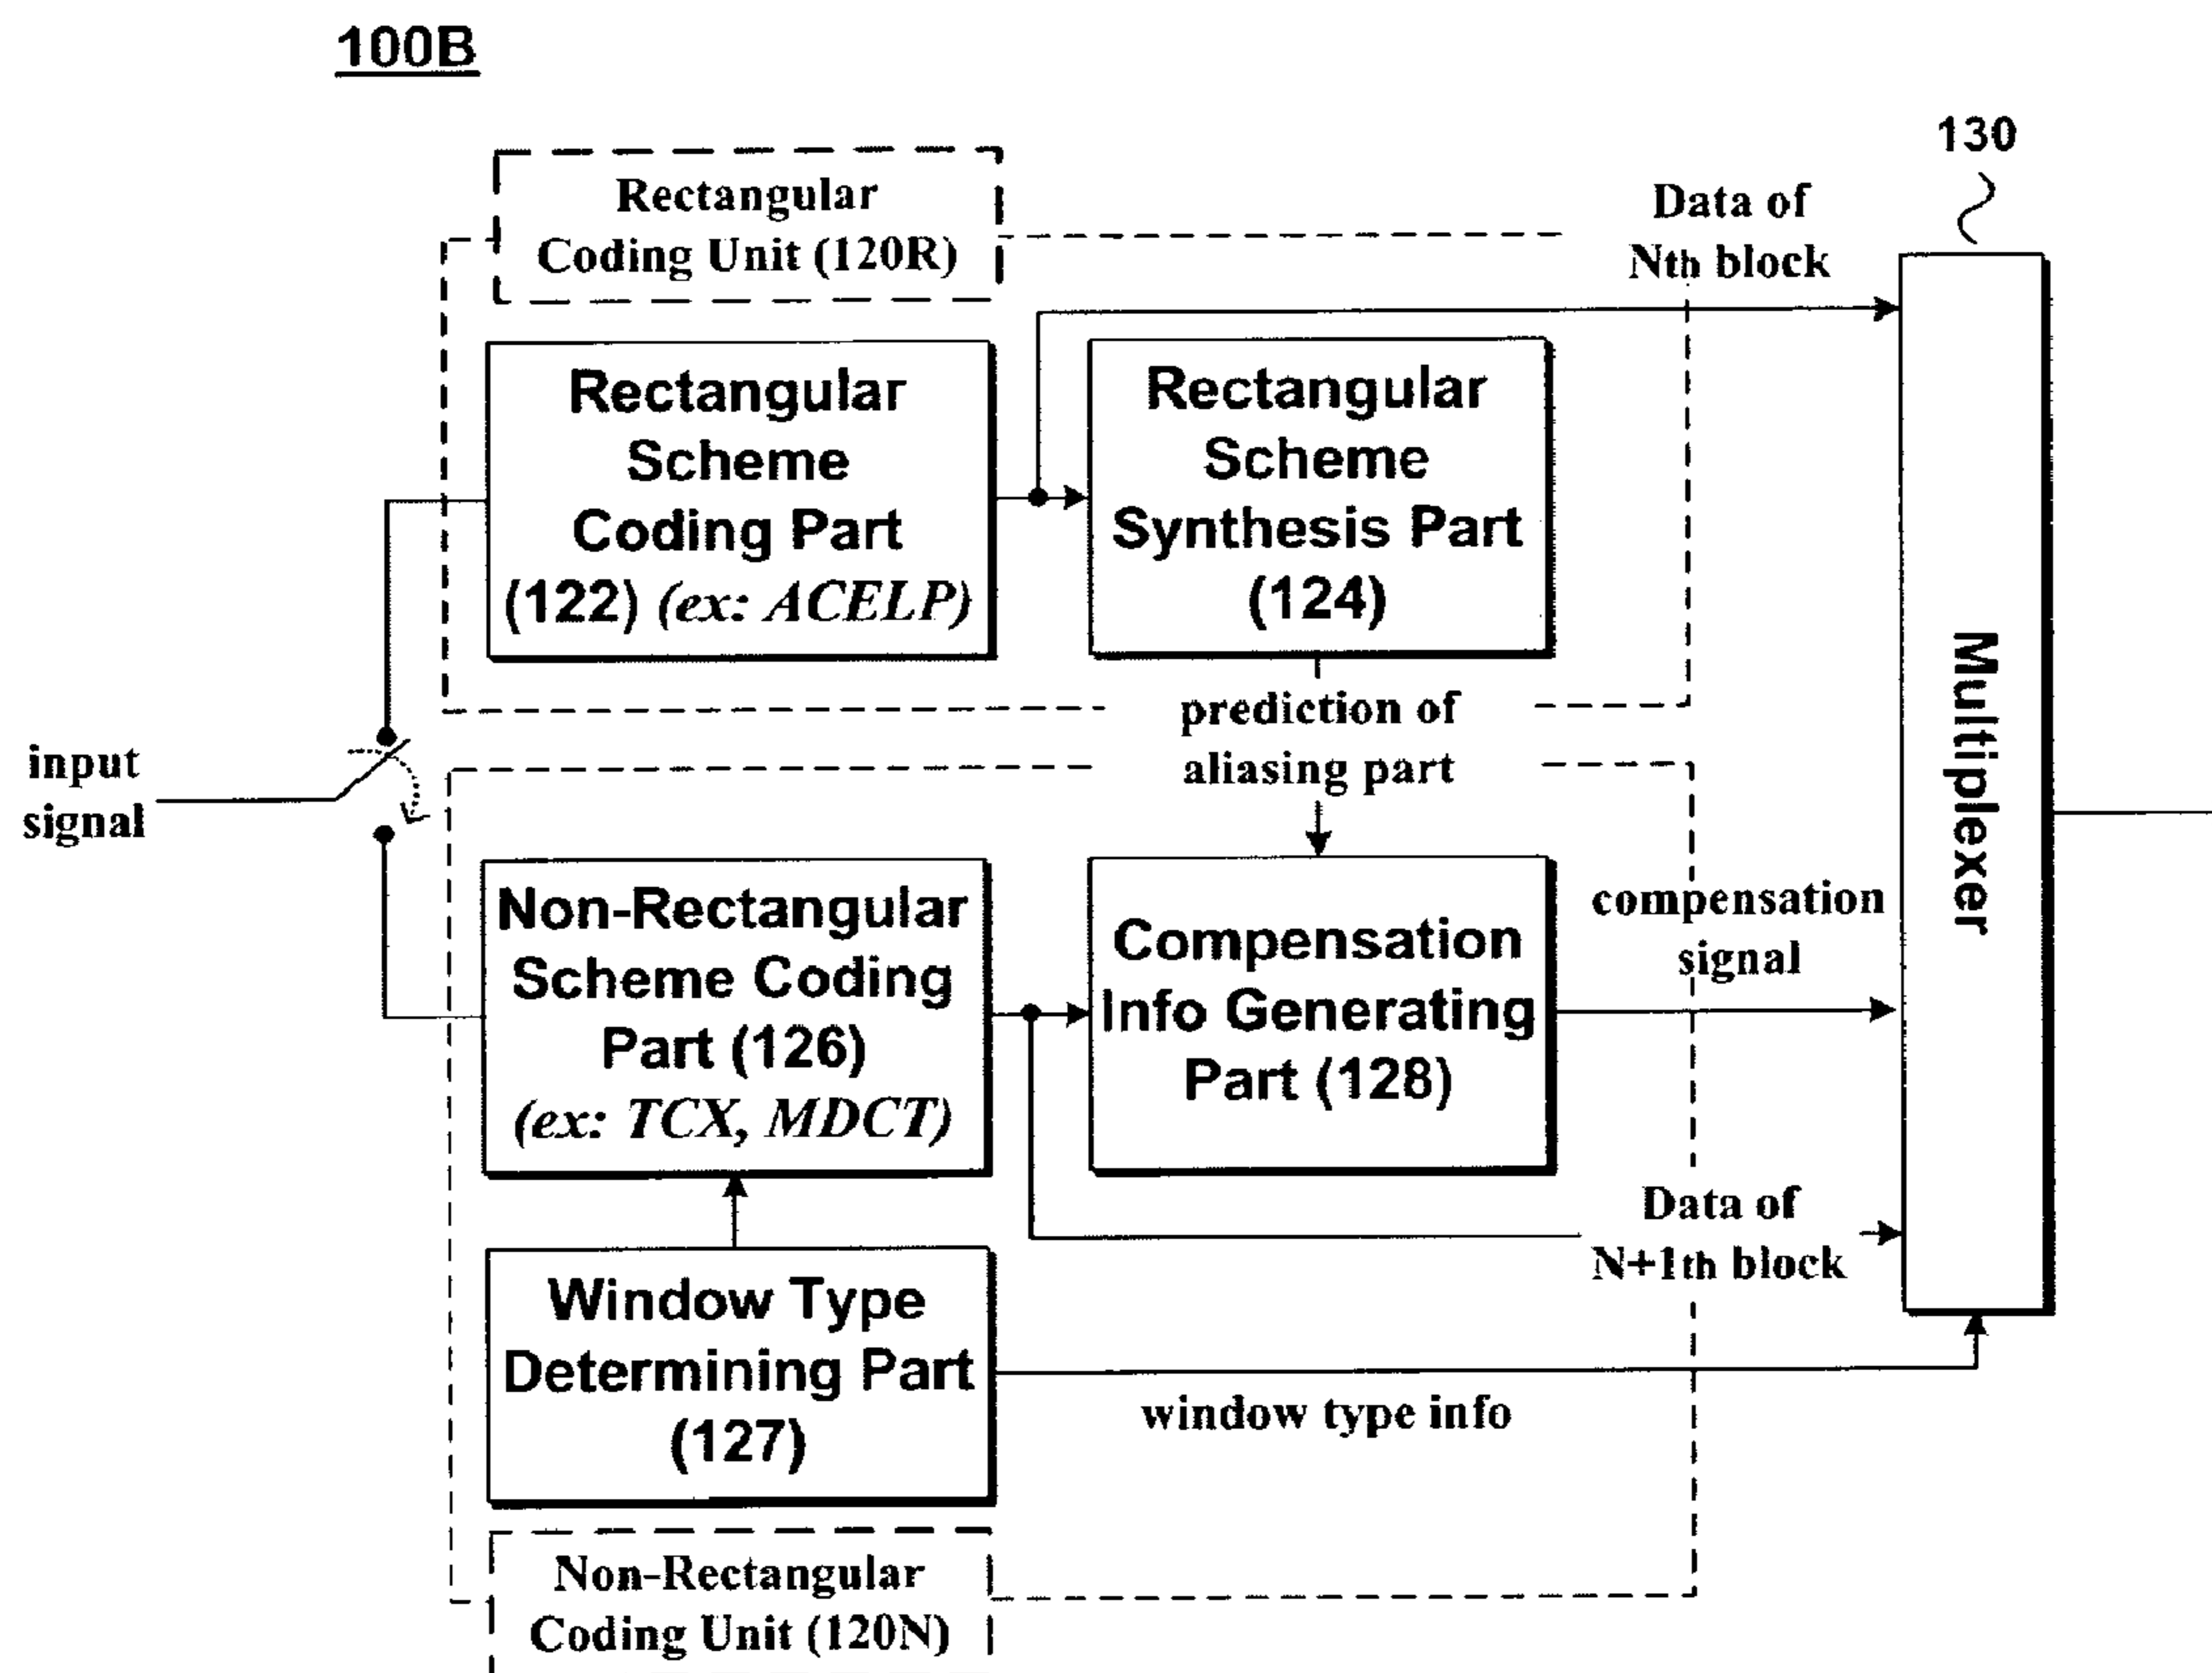 100B
130
Rectangular
Coding Unit (120R)
Data of
Nth block
Rectangular
Scheme
Coding Part
(122) (ex: ACELP)
Rectangular
Scheme
Synthesis Part
(124)
Multiplexer
prediction of
aliasing part
input
signal
Non-Rectangular
Scheme Coding
Part (126)
(ex: TCX, MDCT)
Compensation
Info Generating
Part (128)
compensation
signal
Data of
N+1th block
Window Type
Determining Part
(127)
window type info
Non-Rectangular
Coding Unit (120N)